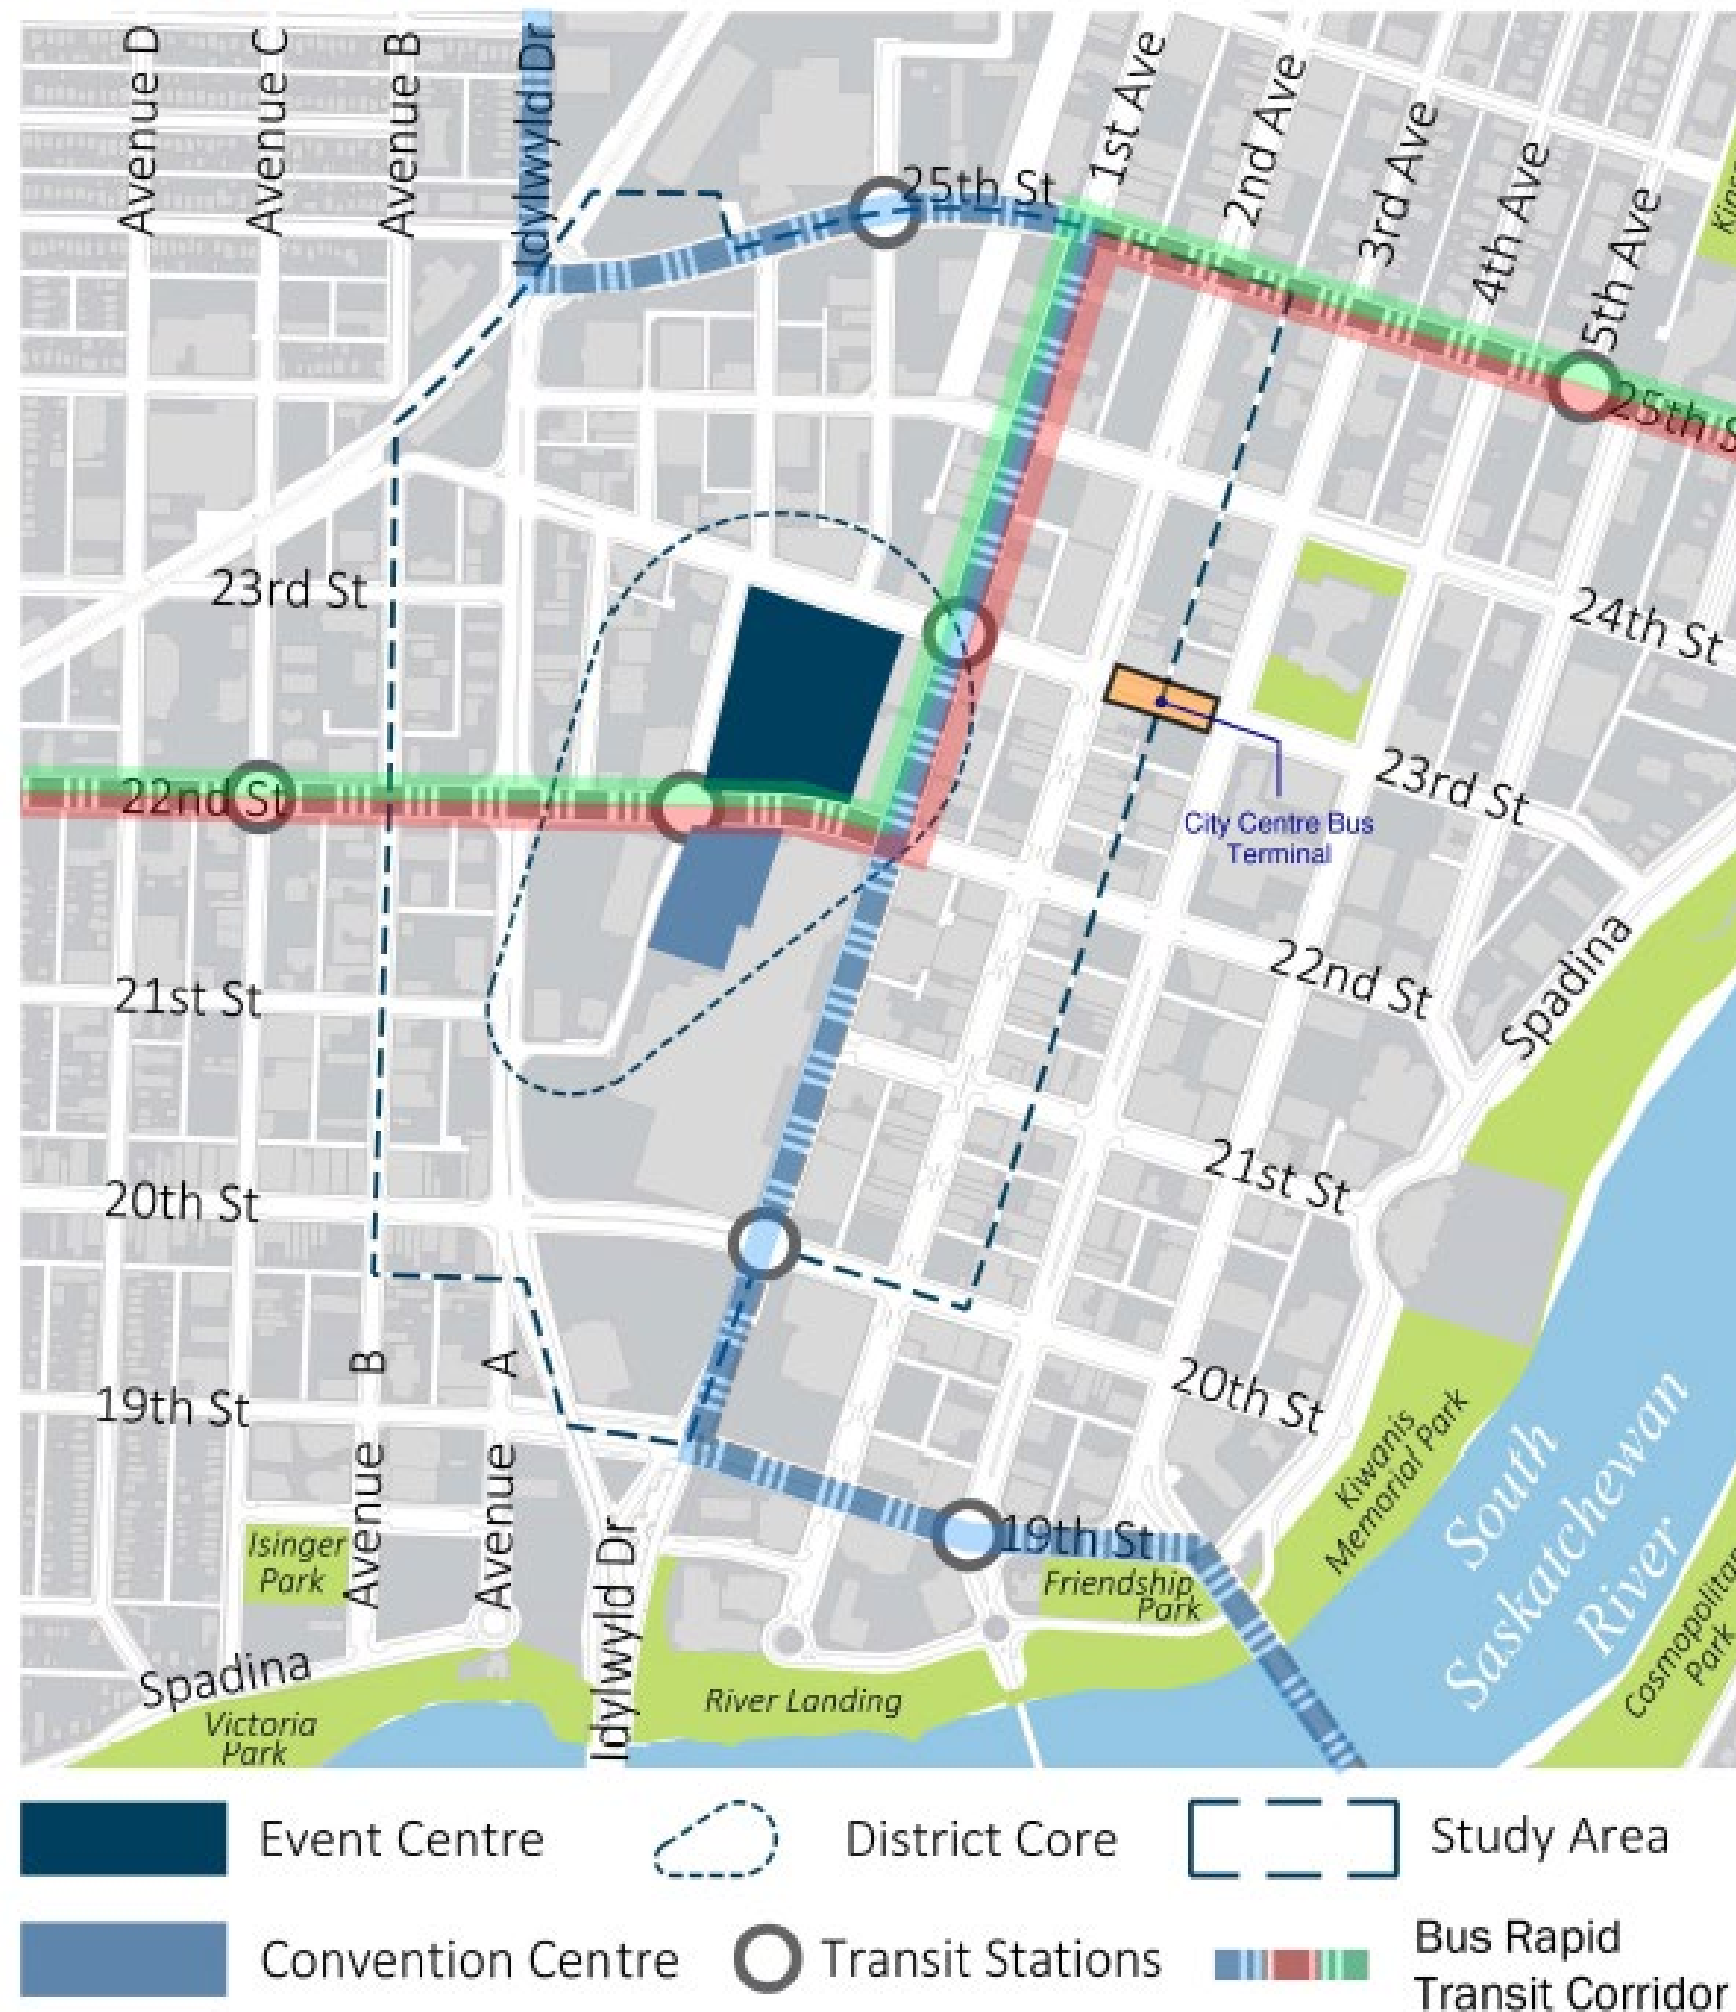 Avenue D
Avenue C
Avenue B
Idylwyld Dr
1st Ave
2nd Ave
3rd Ave
4th Ave
5th Ave
25th St
25th S
23rd St
24th St
22nd St
23rd St
City Centre Bus
Terminal
22nd St
Spadina
21st St
21st St
20th St
20th St
19th St
Avenue B
Avenue A
Idylwyld Dr
19th St
Isinger
Park
Friendship
Park
Kiwanis
Memorial Park
South
Saskatchewan
River
Cosmopolitan
Park
Spadina
Victoria
Park
River Landing
Event Centre
District Core
Study Area
Convention Centre
Transit Stations
Bus Rapid
Transit Corridor